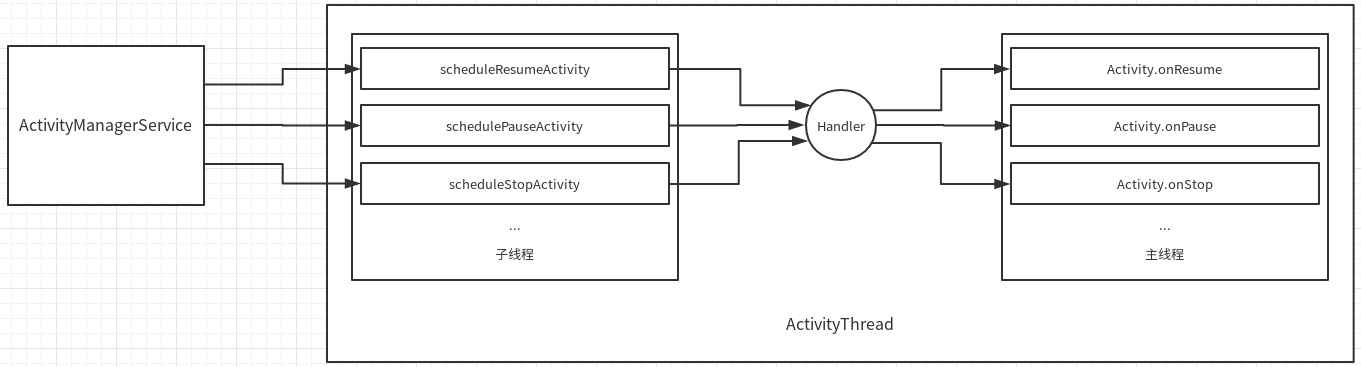 ActivityManagerService
scheduleResumeActivity
schedulePauseActivity
scheduleStopActivity
...
子线程
Handler
Activity.onResume
Activity.onPause
Activity.onStop
...
主线程
ActivityThread